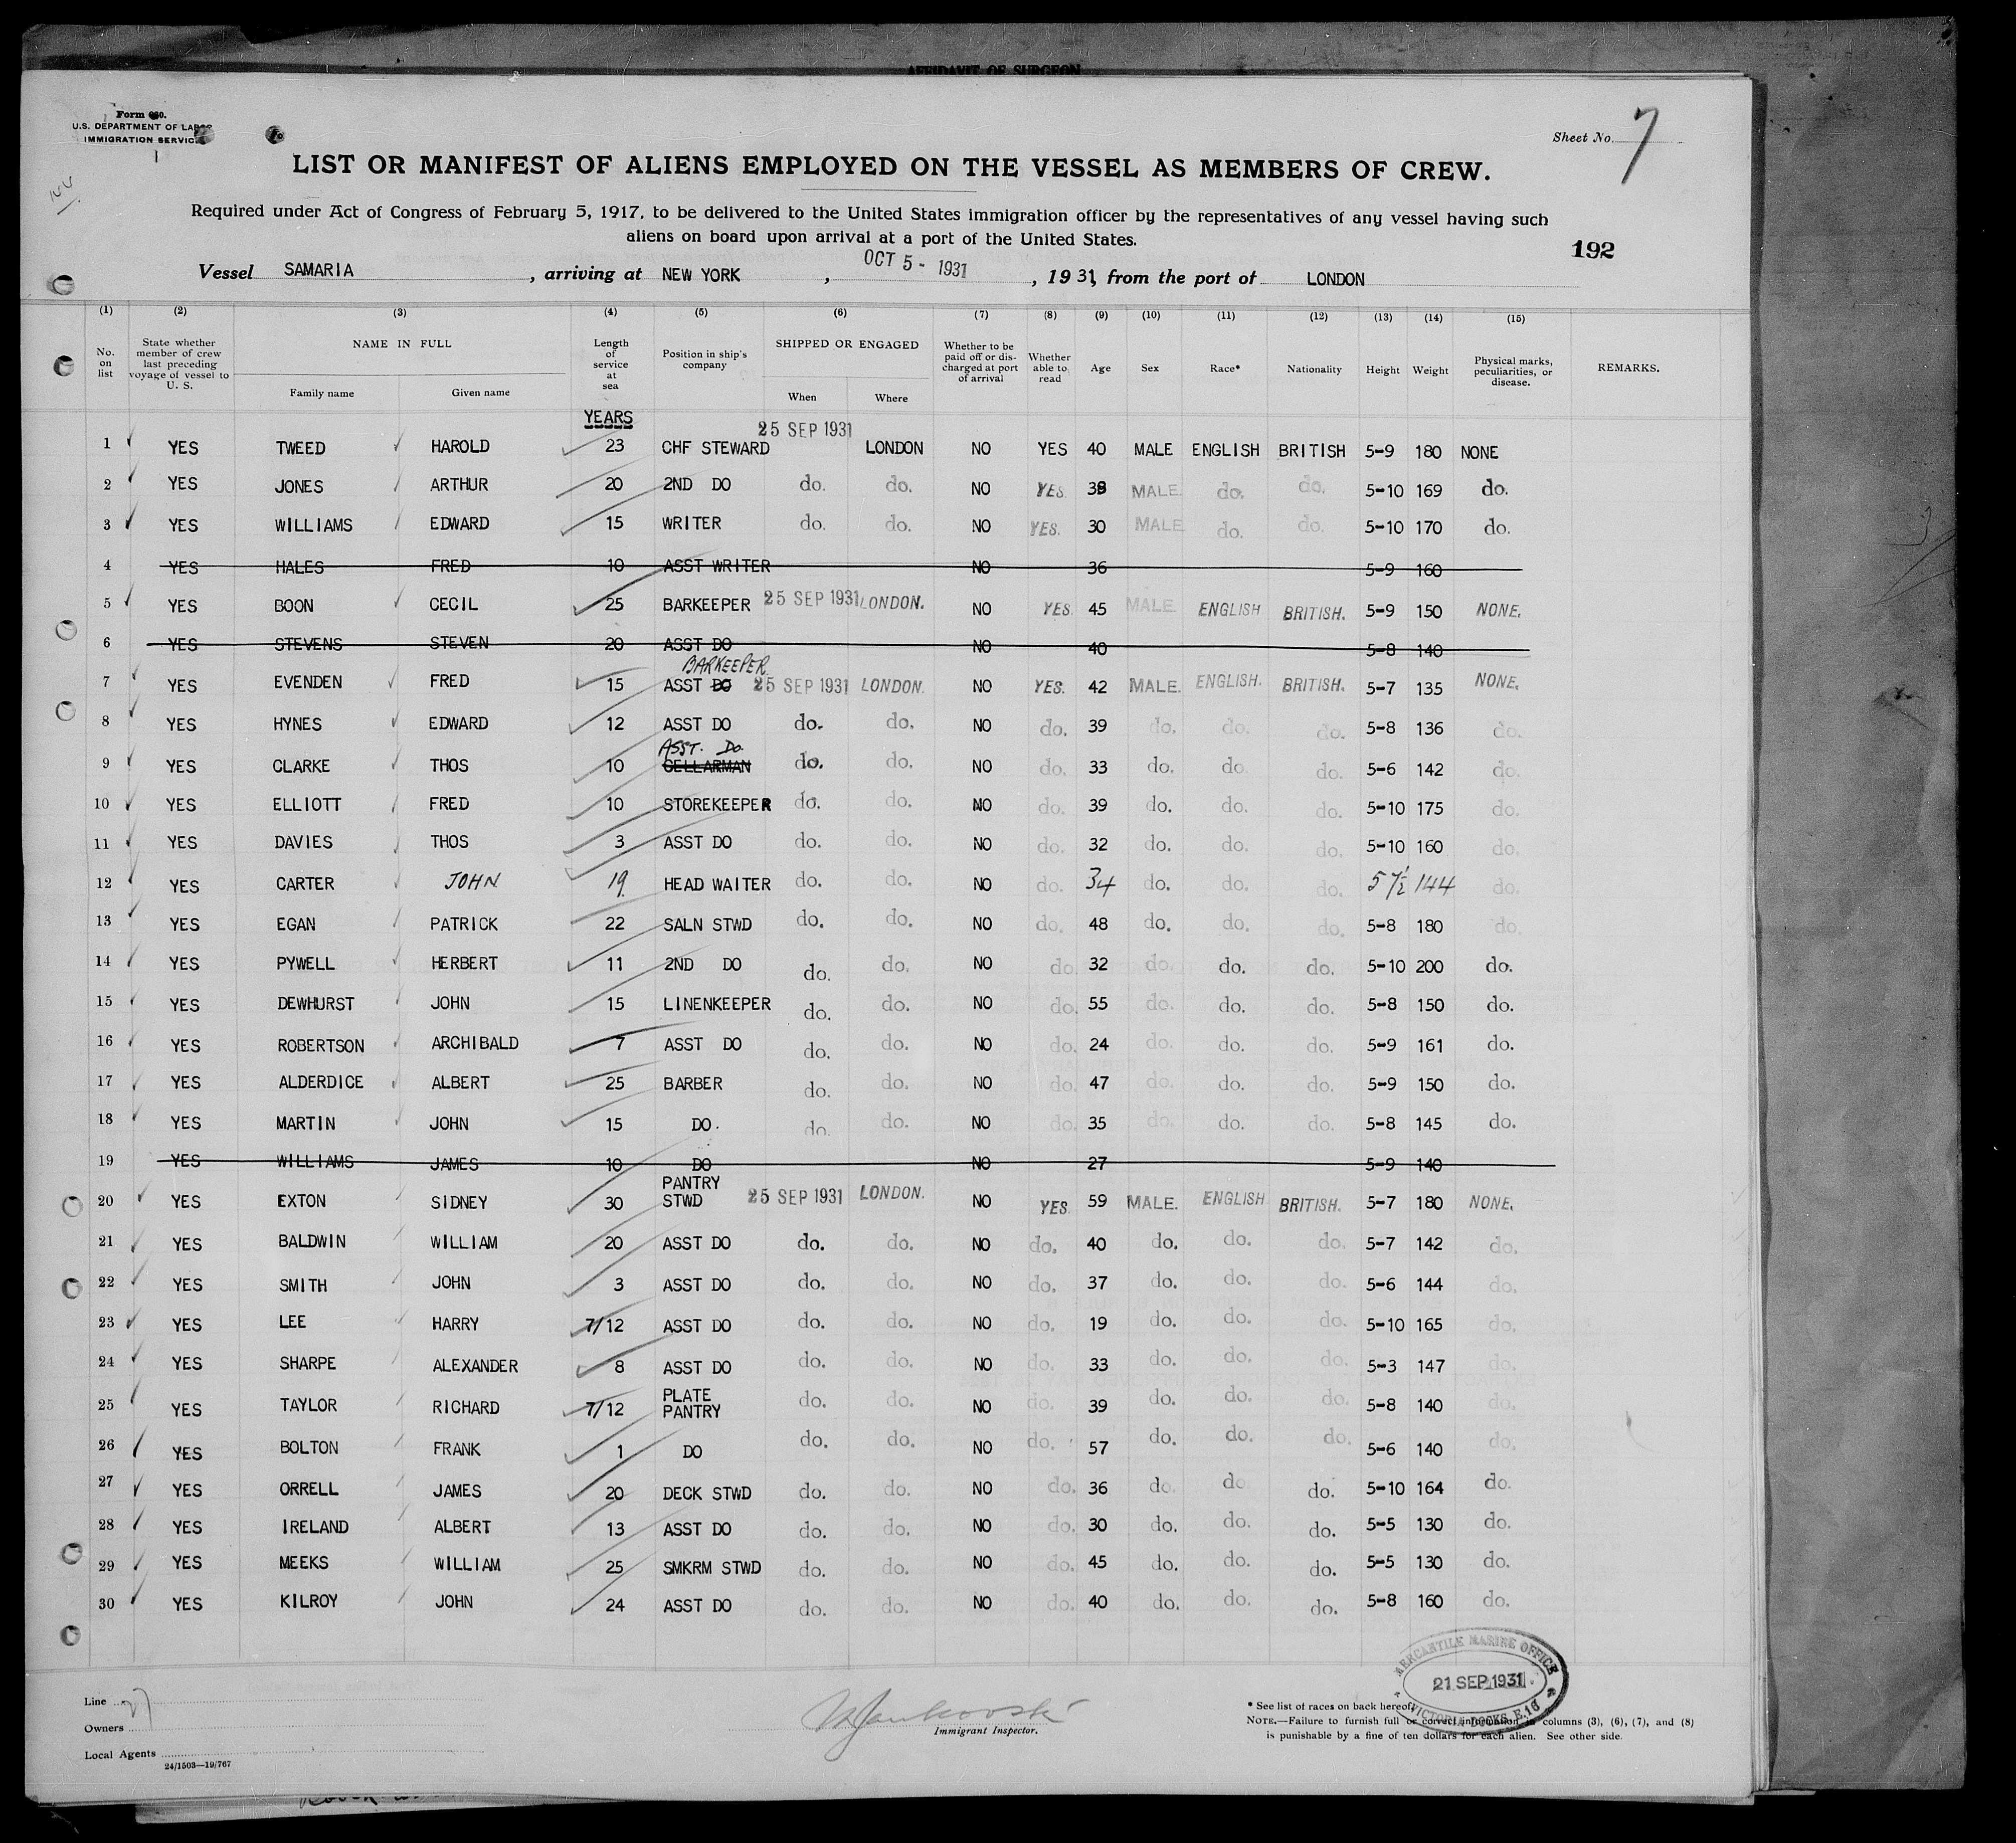 AFFIDAVIT OF SURGEON
Form 680.
U.S. DEPARTMENT OF LABOR
IMMIGRATION SERVICE
Sheet No. 7
LIST OR MANIFEST OF ALIENS EMPLOYED ON THE VESSEL AS MEMBERS OF CREW.
Required under Act of Congress of February 5, 1917, to be delivered to the United States immigration officer by the representatives of any vessel having such
aliens on board upon arrival at a port of the United States.
192
Vessel SAMARIA, arriving at NEW YORK, OCT 5 - 1931, 1931, from the port of LONDON
(1) (2) (3) (4) (5) (6) (7) (8) (9) (10) (11) (12) (13) (14) (15)
No. on list State whether member of crew last preceding voyage of vessel to U. S. NAME IN FULL Family name Given name Length of service at sea Position in ship's company SHIPPED OR ENGAGED When Where Whether to be paid off or discharged at port of arrival Whether able to read Age Sex Race* Nationality Height Weight Physical marks, peculiarities, or disease. REMARKS.
YEARS
1 YES TWEED HAROLD 23 CHF STEWARD 25 SEP 1931 LONDON NO YES 40 MALE ENGLISH BRITISH 5-9 180 NONE
2 YES JONES ARTHUR 20 2ND DO do. do. NO YES. 38 MALE. do. do. 5-10 169 do.
3 YES WILLIAMS EDWARD 15 WRITER do. do. NO YES. 30 MALE do. do. 5-10 170 do.
4 YES HALES FRED 10 ASST WRITER NO 36 5-9 160
5 YES BOON CECIL 25 BARKEEPER 25 SEP 1931 LONDON. NO YES. 45 MALE. ENGLISH BRITISH. 5-9 150 NONE.
6 YES STEVENS STEVEN 20 ASST DO NO 40 5-8 140
BARKEEPER
7 YES EVENDEN FRED 15 ASST DO 25 SEP 1931 LONDON. NO YES. 42 MALE. ENGLISH. BRITISH. 5-7 135 NONE.
8 YES HYNES EDWARD 12 ASST DO do. do. NO do. 39 do. do. do. 5-8 136 do.
ASST. DO.
9 YES CLARKE THOS 10 CELLARMAN do. do. NO do. 33 do. do. do. 5-6 142 do.
10 YES ELLIOTT FRED 10 STOREKEEPER do. do. NO do. 39 do. do. do. 5-10 175 do.
11 YES DAVIES THOS 3 ASST DO do. do. NO do. 32 do. do. do. 5-10 160 do.
12 YES CARTER JOHN 19 HEAD WAITER do. do. NO do. 34 do. do. do. 5 7½ 144 do.
13 YES EGAN PATRICK 22 SALN STWD do. do. NO do. 48 do. do. do. 5-8 180 do.
14 YES PYWELL HERBERT 11 2ND DO do. do. NO do. 32 do. do. do. 5-10 200 do.
15 YES DEWHURST JOHN 15 LINENKEEPER do. do. NO do. 55 do. do. do. 5-8 150 do.
16 YES ROBERTSON ARCHIBALD 7 ASST DO do. do. NO do. 24 do. do. do. 5-9 161 do.
17 YES ALDERDICE ALBERT 25 BARBER do. do. NO do. 47 do. do. do. 5-9 150 do.
18 YES MARTIN JOHN 15 DO. do. do. NO do. 35 do. do. do. 5-8 145 do.
19 YES WILLIAMS JAMES 10 DO NO 27 5-9 140
20 YES EXTON SIDNEY 30 PANTRY STWD 25 SEP 1931 LONDON. NO YES. 59 MALE. ENGLISH BRITISH. 5-7 180 NONE.
21 YES BALDWIN WILLIAM 20 ASST DO do. do. NO do. 40 do. do. do. 5-7 142 do.
22 YES SMITH JOHN 3 ASST DO do. do. NO do. 37 do. do. do. 5-6 144 do.
23 YES LEE HARRY 7/12 ASST DO do. do. NO do. 19 do. do. do. 5-10 165 do.
24 YES SHARPE ALEXANDER 8 ASST DO do. do. NO do. 33 do. do. do. 5-3 147 do.
25 YES TAYLOR RICHARD 7/12 PLATE PANTRY do. do. NO do. 39 do. do. do. 5-8 140 do.
26 YES BOLTON FRANK 1 DO do. do. NO do. 57 do. do. do. 5-6 140 do.
27 YES ORRELL JAMES 20 DECK STWD do. do. NO do. 36 do. do do. 5-10 164 do.
28 YES IRELAND ALBERT 13 ASST DO do. do. NO do. 30 do. do. do. 5-5 130 do.
29 YES MEEKS WILLIAM 25 SMKRM STWD do. do. NO do. 45 do. do. do. 5-5 130 do.
30 YES KILROY JOHN 24 ASST DO do. do. NO do. 40 do. do. do. 5-8 160 do.
MERCANTILE MARINE OFFICE
21 SEP 1931
VICTORIA DOCKS, E.16
Line
Owners
Local Agents
24/1503—19/767
Immigrant Inspector.
* See list of races on back hereof.
NOTE.—Failure to furnish full or correct information in columns (3), (6), (7), and (8)
is punishable by a fine of ten dollars for each alien. See other side.